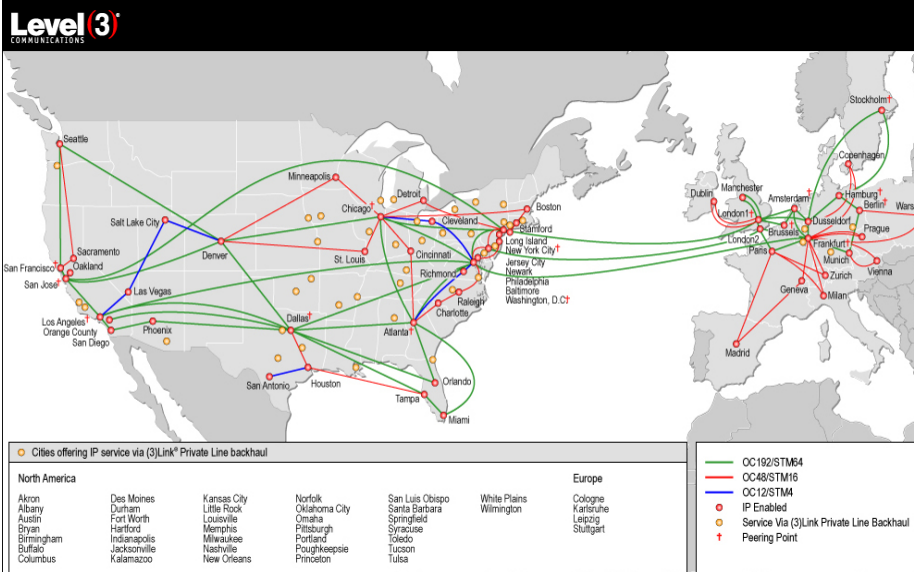 Level(3)
COMMUNICATIONS
Seattle
Minneapolis
Salt Lake City
Chicago†
Detroit
Boston
Cleveland
Stamford
Long Island
New York City†
Jersey City
Newark
Philadelphia
Baltimore
Washington, D.C†
Sacramento
San Francisco†
Oakland
San Jose†
Denver
St. Louis
Cincinnati
Richmond
Las Vegas
Raleigh
Charlotte
Los Angeles†
Orange County
San Diego
Phoenix
Dallas†
Atlanta†
San Antonio
Houston
Orlando
Tampa
Miami
Stockholm†
Copenhagen
Dublin
Manchester
Amsterdam†
Hamburg†
Berlin†
Wars
London1†
Dusseldorf
Brussels†
London2
Prague
Paris
Frankfurt†
Munich
Vienna
Zurich
Geneva
Milan
Madrid
Cities offering IP service via (3)Link® Private Line backhaul
North America
Europe
Akron Des Moines Kansas City Norfolk San Luis Obispo White Plains Cologne
Albany Durham Little Rock Oklahoma City Santa Barbara Wilmington Karlsruhe
Austin Fort Worth Louisville Omaha Springfield Leipzig
Bryan Hartford Memphis Pittsburg Syracuse Stuttgart
Birmingham Indianapolis Milwaukee Portland Toledo
Buffalo Jacksonville Nashville Poughkeepsie Tucson
Columbus Kalamazoo New Orleans Princeton Tulsa
OC192/STM64
OC48/STM16
OC12/STM4
IP Enabled
Service Via (3)Link Private Line Backhaul
† Peering Point